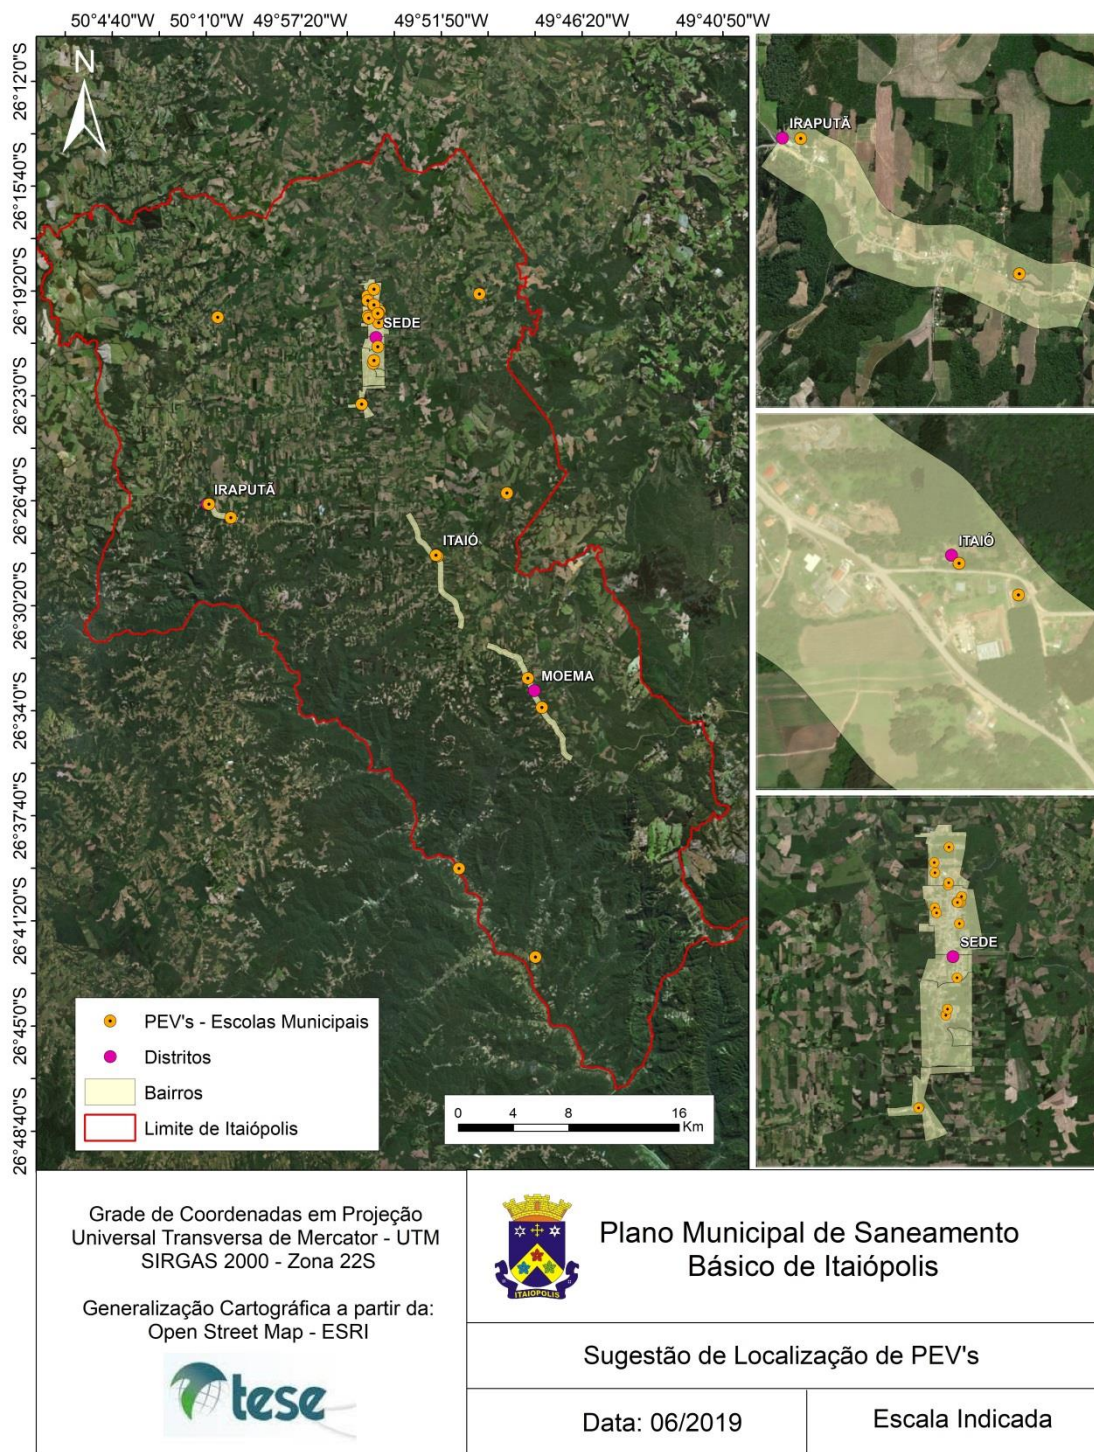 50°4'40"W 50°1'0"W 49°57'20"W 49°51'50"W 49°46'20"W 49°40'50"W
26°12'0"S
26°15'40"S
26°19'20"S
26°23'0"S
26°26'40"S
26°30'20"S
26°34'0"S
26°37'40"S
26°41'20"S
26°45'0"S
26°48'40"S
N
SEDE
IRAPUTÃ
ITAIÓ
MOEMA
IRAPUTÃ
ITAIÓ
SEDE
PEV's - Escolas Municipais
Distritos
Bairros
Limite de Itaiópolis
0 4 8 16
Km
Grade de Coordenadas em Projeção
Universal Transversa de Mercator - UTM
SIRGAS 2000 - Zona 22S
Generalização Cartográfica a partir da:
Open Street Map - ESRI
tese
ITAIOPOLIS
Plano Municipal de Saneamento
Básico de Itaiópolis
Sugestão de Localização de PEV's
Data: 06/2019
Escala Indicada